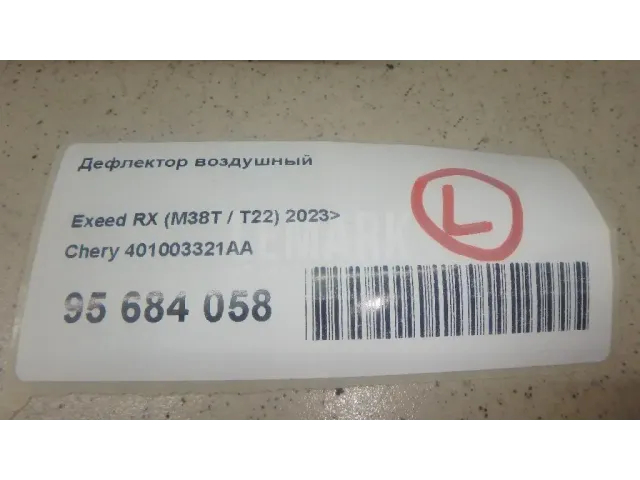 Дефлектор воздушный
L
Exeed RX (M38T / T22) 2023>
Chery 401003321AA
95 684 058